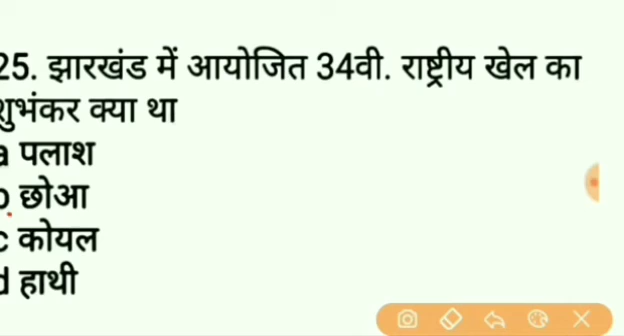 25. झारखंड में आयोजित 34वी. राष्ट्रीय खेल का
शुभंकर क्या था
a पलाश
b छोआ
c कोयल
d हाथी